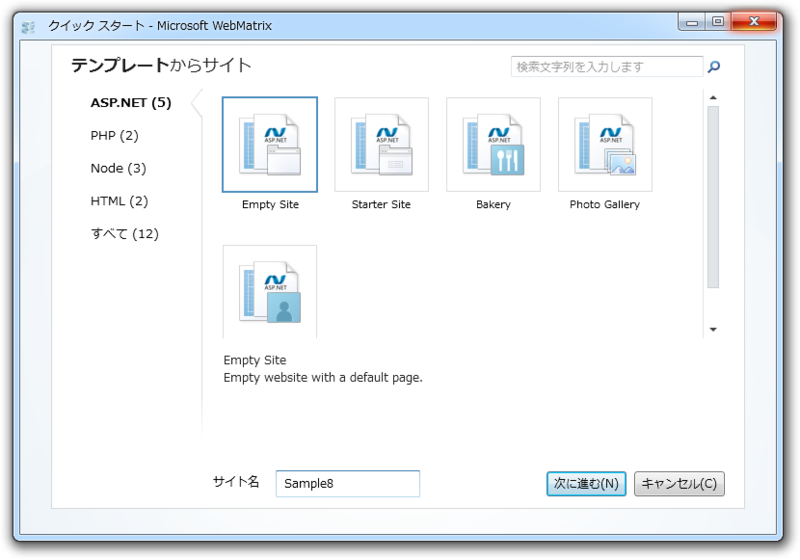 クイック スタート - Microsoft WebMatrix
テンプレートからサイト
検索文字列を入力します
ASP.NET (5)
PHP (2)
Node (3)
HTML (2)
すべて (12)
ASP.NET
ASP.NET
ASP.NET
ASP.NET
Empty Site
Starter Site
Bakery
Photo Gallery
ASP.NET
Empty Site
Empty website with a default page.
サイト名
Sample8
次に進む(N)
キャンセル(C)